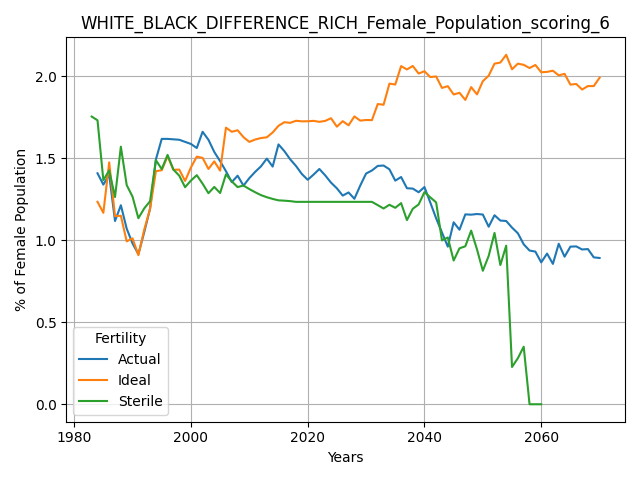 WHITE_BLACK_DIFFERENCE_RICH_Female_Population_scoring_6
% of Female Population
2.0
1.5
1.0
0.5
0.0
Fertility
Actual
Ideal
Sterile
1980
2000
2020
2040
2060
Years